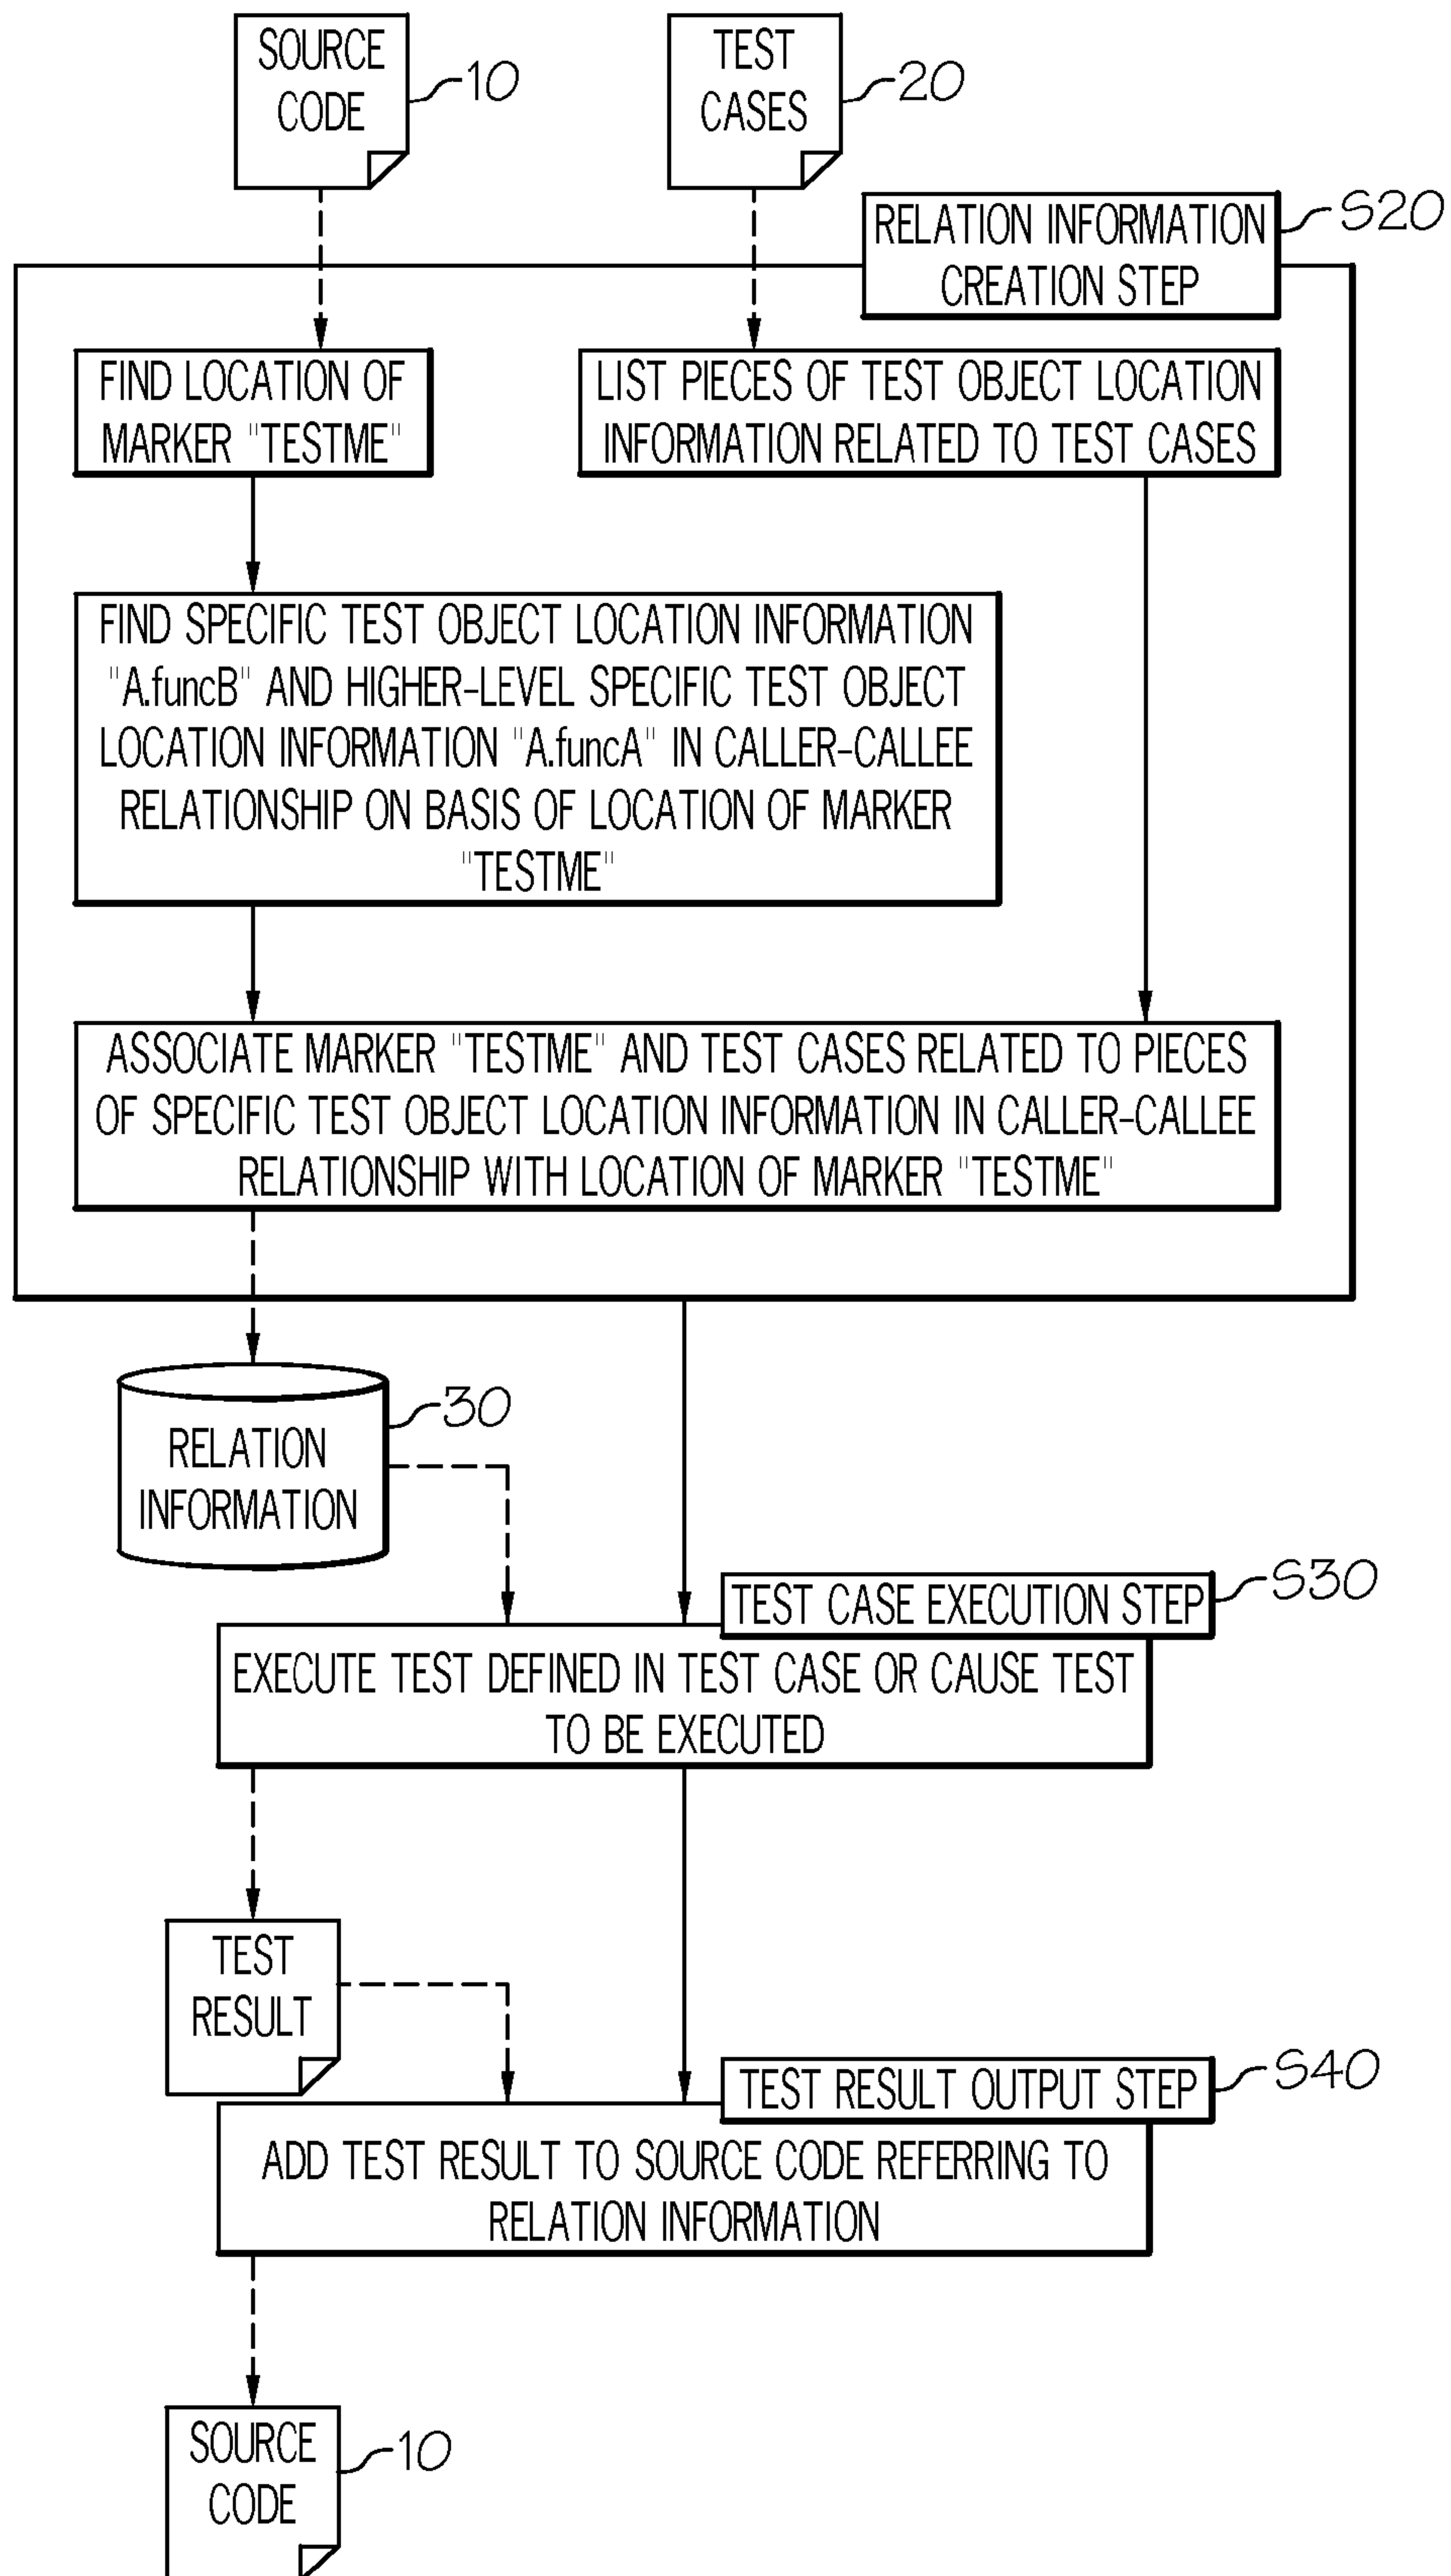 SOURCE
CODE
10
TEST
CASES
20
RELATION INFORMATION
CREATION STEP
S20
FIND LOCATION OF
MARKER "TESTME"
LIST PIECES OF TEST OBJECT LOCATION
INFORMATION RELATED TO TEST CASES
FIND SPECIFIC TEST OBJECT LOCATION INFORMATION
"A.funcB" AND HIGHER-LEVEL SPECIFIC TEST OBJECT
LOCATION INFORMATION "A.funcA" IN CALLER-CALLEE
RELATIONSHIP ON BASIS OF LOCATION OF MARKER
"TESTME"
ASSOCIATE MARKER "TESTME" AND TEST CASES RELATED TO PIECES
OF SPECIFIC TEST OBJECT LOCATION INFORMATION IN CALLER-CALLEE
RELATIONSHIP WITH LOCATION OF MARKER "TESTME"
RELATION
INFORMATION
30
TEST CASE EXECUTION STEP
S30
EXECUTE TEST DEFINED IN TEST CASE OR CAUSE TEST
TO BE EXECUTED
TEST
RESULT
TEST RESULT OUTPUT STEP
S40
ADD TEST RESULT TO SOURCE CODE REFERRING TO
RELATION INFORMATION
SOURCE
CODE
10